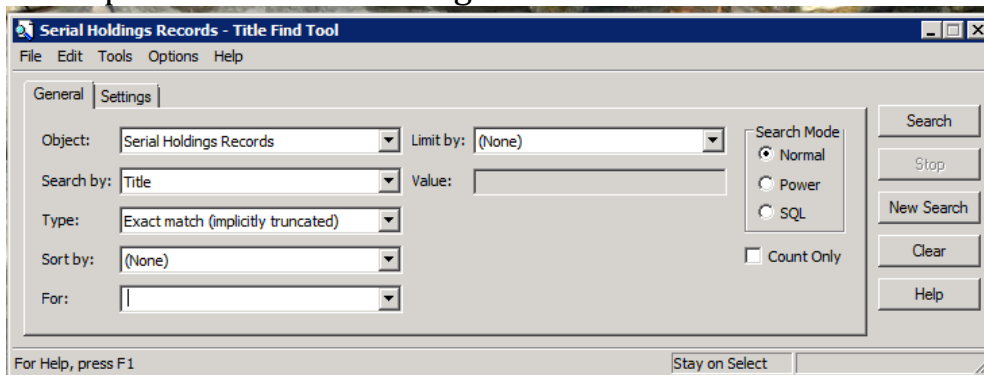 Serial Holdings Records - Title Find Tool
File Edit Tools Options Help
General Settings
Object: Serial Holdings Records Limit by: (None) Search Mode Search
Normal
Search by: Title Value: Power Stop
Type: Exact match (implicitly truncated) SQL New Search
Sort by: (None) Count Only Clear
For: Help
For Help, press F1 Stay on Select